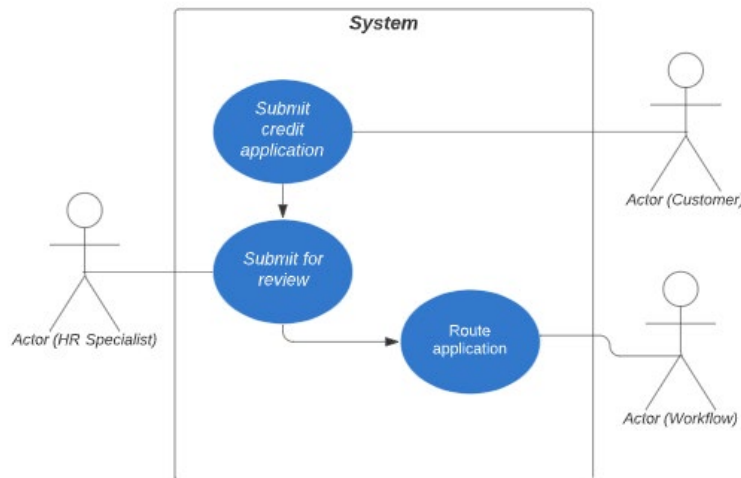 System
Submit
credit
application
Actor (Customer)
Submit for
review
Actor (HR Specialist)
Route
application
Actor (Workflow)